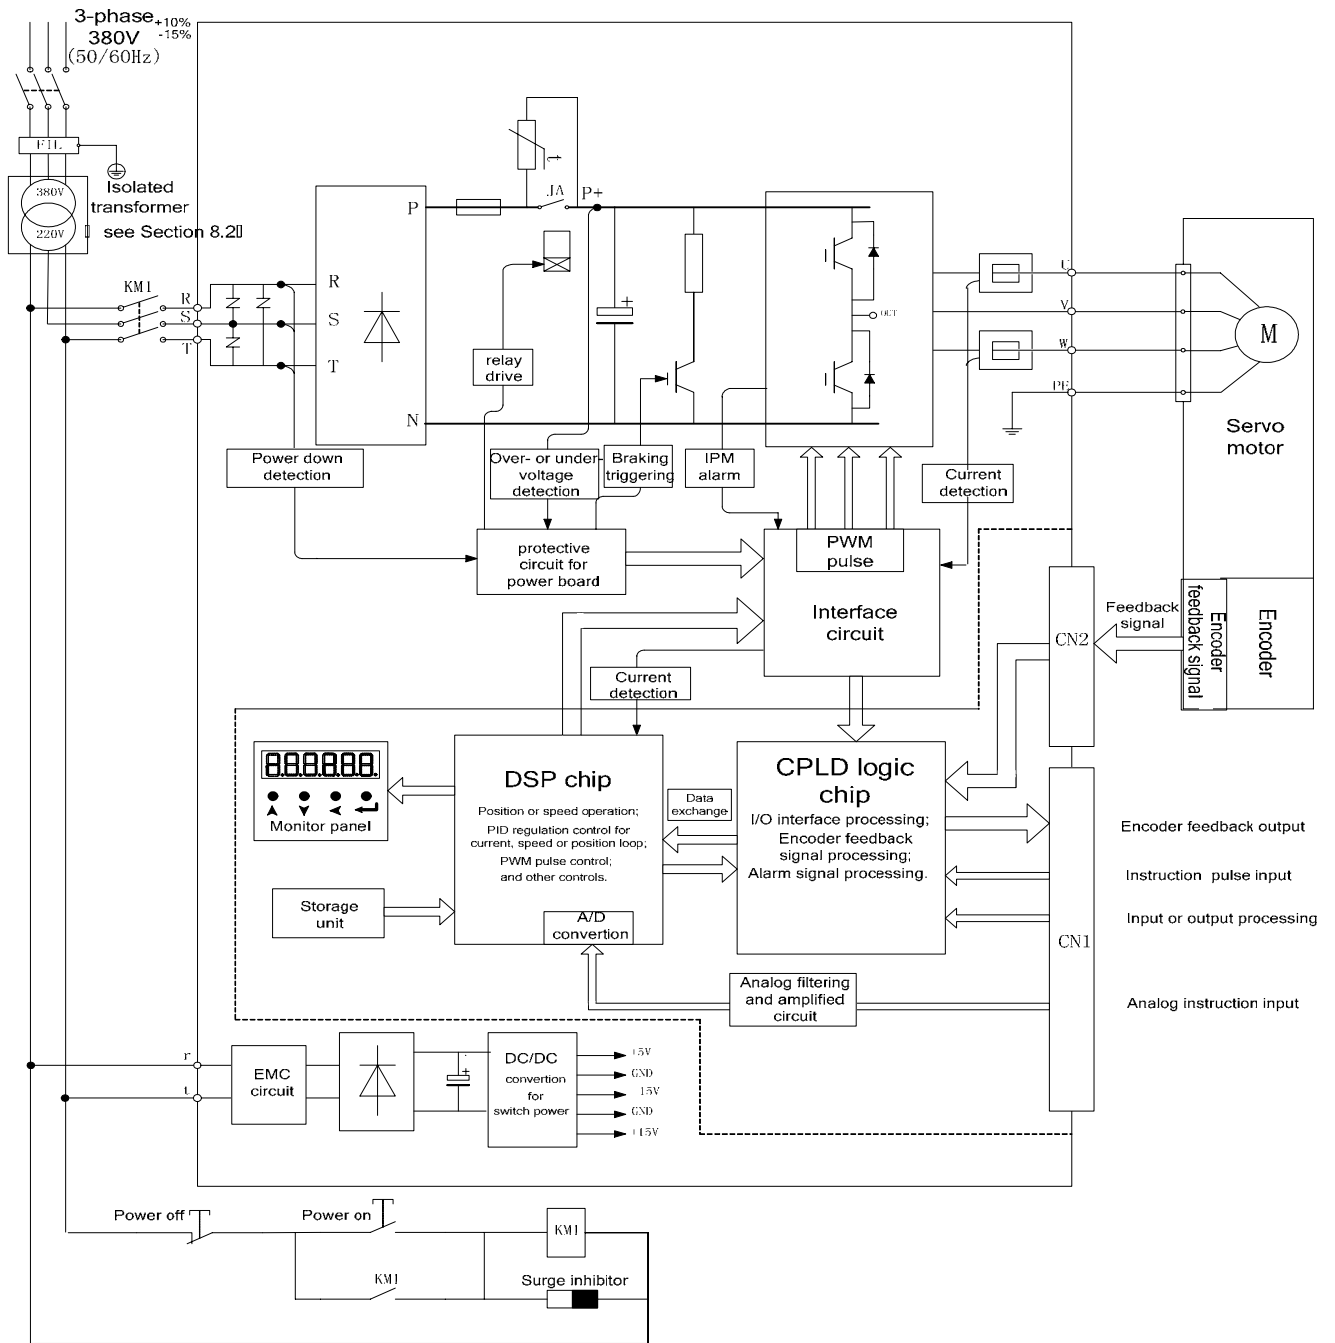 3-phase +10%
380V -15%
(50/60Hz)
FIL
380V
220V
Isolated
transformer
see Section 8.2
KM1
R
S
T
R
S
T
P
N
JA
P+
t
relay
drive
OUT
U
V
W
PE
M
Servo
motor
Power down
detection
Over- or under-
voltage
detection
Braking
triggering
IPM
alarm
Current
detection
protective
circuit for
power board
PWM
pulse
Interface
circuit
Current
detection
CN2
Feedback
signal
Encoder
feedback signal
Encoder
8.8.8.8.8.8.
Monitor panel
DSP chip
Position or speed operation;
PID regulation control for
current, speed or position loop;
PWM pulse control;
and other controls.
A/D
convertion
Data
exchange
CPLD logic
chip
I/O interface processing;
Encoder feedback
signal processing;
Alarm signal processing.
Storage
unit
CN1
Encoder feedback output
Instruction pulse input
Input or output processing
Analog instruction input
Analog filtering
and amplified
circuit
r
t
EMC
circuit
+
DC/DC
convertion
for
switch power
+5V
GND
15V
GND
+15V
Power off
Power on
KM1
KM1
Surge inhibitor